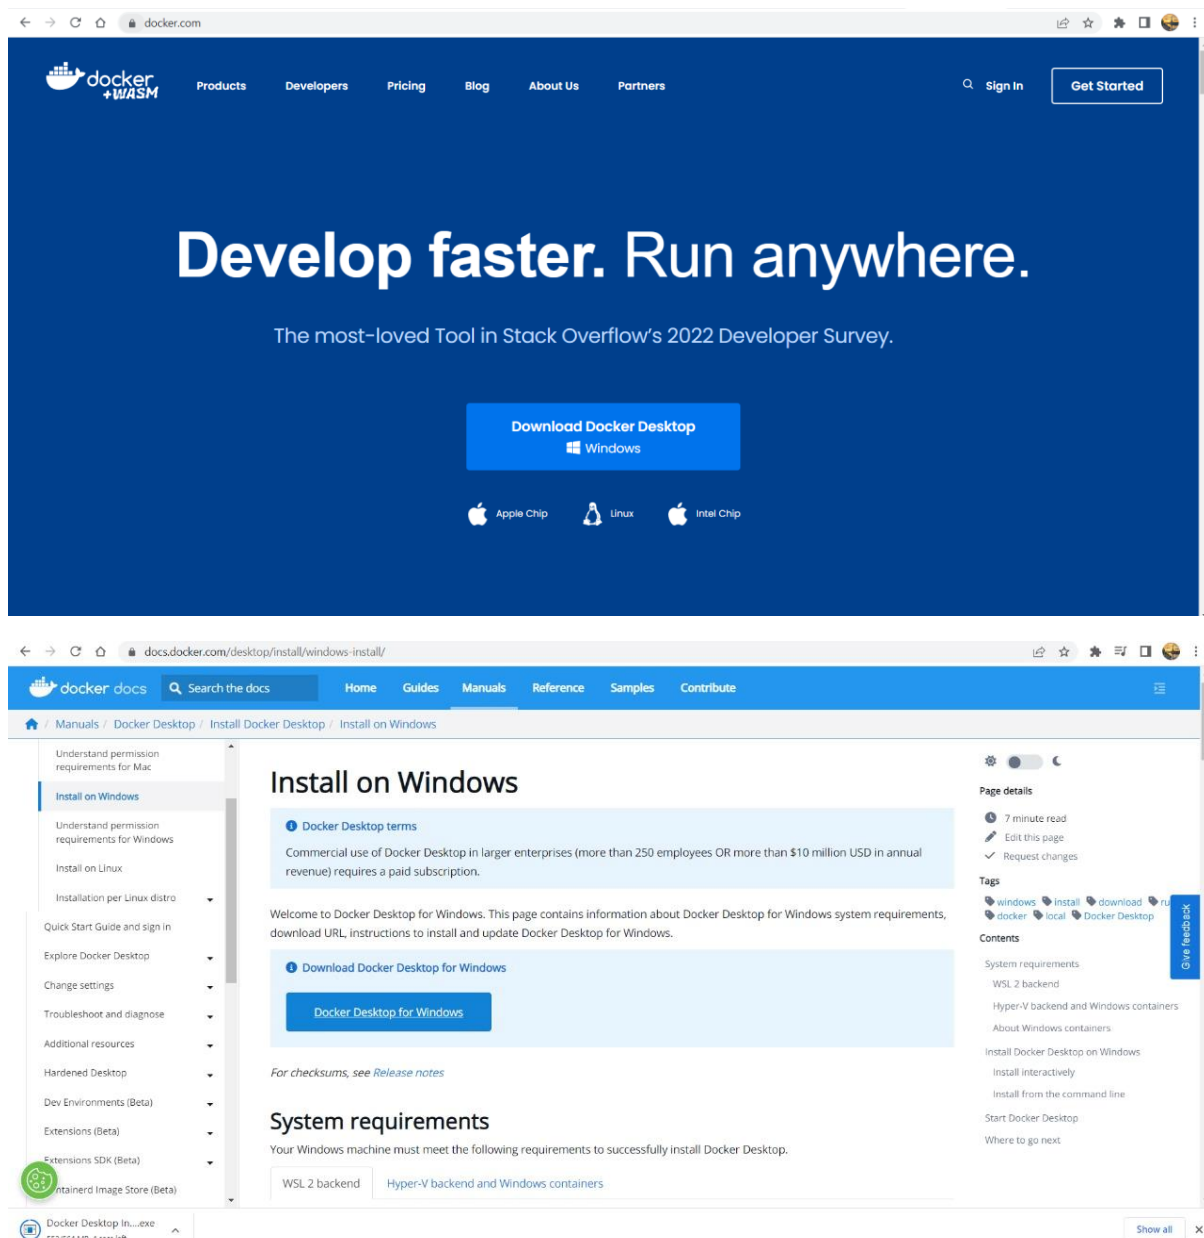 docker.com
docker
+WASM
Products Developers Pricing Blog About Us Partners
Sign In Get Started
Develop faster. Run anywhere.
The most-loved Tool in Stack Overflow's 2022 Developer Survey.
Download Docker Desktop
Windows
Apple Chip Linux Intel Chip
docs.docker.com/desktop/install/windows-install/
docker docs Search the docs Home Guides Manuals Reference Samples Contribute
/ Manuals / Docker Desktop / Install Docker Desktop / Install on Windows
Understand permission
requirements for Mac
Install on Windows
Understand permission
requirements for Windows
Install on Linux
Installation per Linux distro
Quick Start Guide and sign in
Explore Docker Desktop
Change settings
Troubleshoot and diagnose
Additional resources
Hardened Desktop
Dev Environments (Beta)
Extensions (Beta)
Extensions SDK (Beta)
ntainerd Image Store (Beta)
Install on Windows
Docker Desktop terms
Commercial use of Docker Desktop in larger enterprises (more than 250 employees OR more than $10 million USD in annual
revenue) requires a paid subscription.
Welcome to Docker Desktop for Windows. This page contains information about Docker Desktop for Windows system requirements,
download URL, instructions to install and update Docker Desktop for Windows.
Download Docker Desktop for Windows
Docker Desktop for Windows
For checksums, see Release notes
System requirements
Your Windows machine must meet the following requirements to successfully install Docker Desktop.
WSL 2 backend Hyper-V backend and Windows containers
Page details
7 minute read
Edit this page
Request changes
Tags
windows install download ru
docker local Docker Desktop
Contents
System requirements
WSL 2 backend
Hyper-V backend and Windows containers
About Windows containers
Install Docker Desktop on Windows
Install interactively
Install from the command line
Start Docker Desktop
Where to go next
Give feedback
Docker Desktop In....exe
Show all